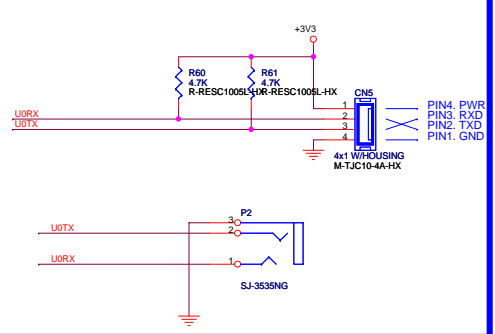 +3V3
R60
4.7K
R-RESC1005L-HX
R61
4.7K
R-RESC1005L-HX
CN5
U0RX
U0TX
1
2
3
4
PIN4. PWR
PIN3. RXD
PIN2. TXD
PIN1. GND
4x1 W/HOUSING
M-TJC10-4A-HX
P2
3
2
1
U0TX
U0RX
SJ-3535NG